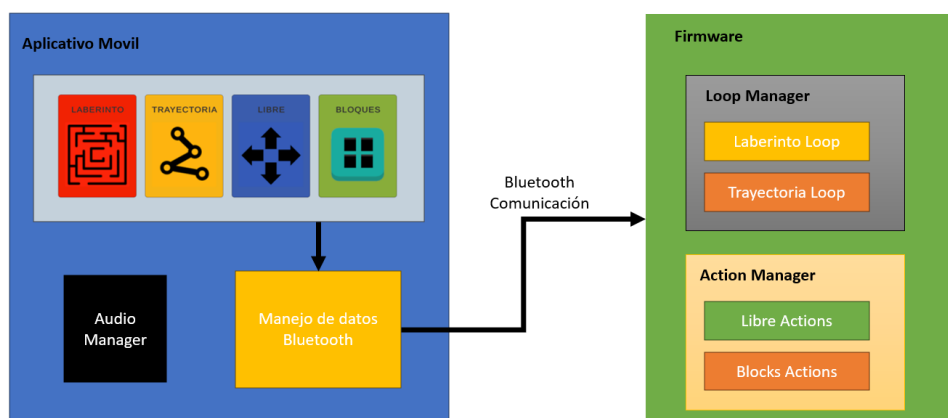 Aplicativo Movil
LABERINTO
TRAYECTORIA
LIBRE
BLOQUES
Audio
Manager
Manejo de datos
Bluetooth
Bluetooth
Comunicación
Firmware
Loop Manager
Laberinto Loop
Trayectoria Loop
Action Manager
Libre Actions
Blocks Actions